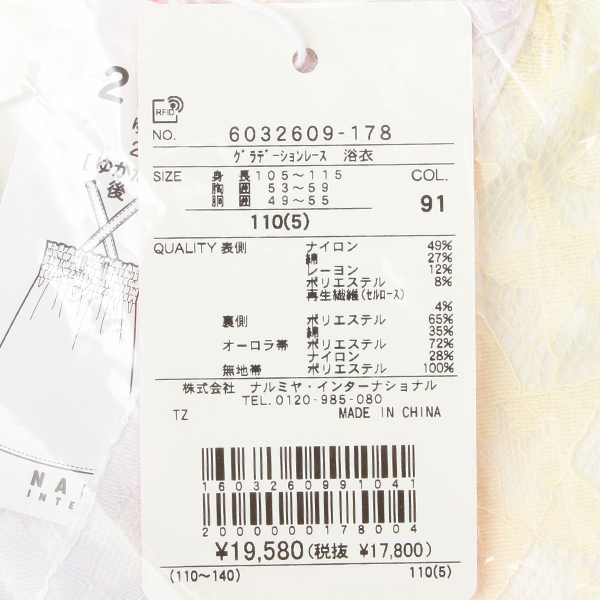 RFID
NO. 6032609-178
グラデーションレース 浴衣
SIZE 身長 105〜115 COL.
胸囲 53〜59
胴囲 49〜55 91
110(5)
QUALITY 表側 ナイロン 49%
綿 27%
レーヨン 12%
ポリエステル 8%
再生繊維(セルロース)
4%
裏側 ポリエステル 65%
綿 35%
オーロラ帯 ポリエステル 72%
ナイロン 28%
無地帯 ポリエステル 100%
株式会社 ナルミヤ・インターナショナル
TEL.0120-985-080
TZ MADE IN CHINA
1603260991041
2000000178004
¥19,580(税抜 ¥17,800)
(110〜140) 110(5)
2
後
NA
INTE